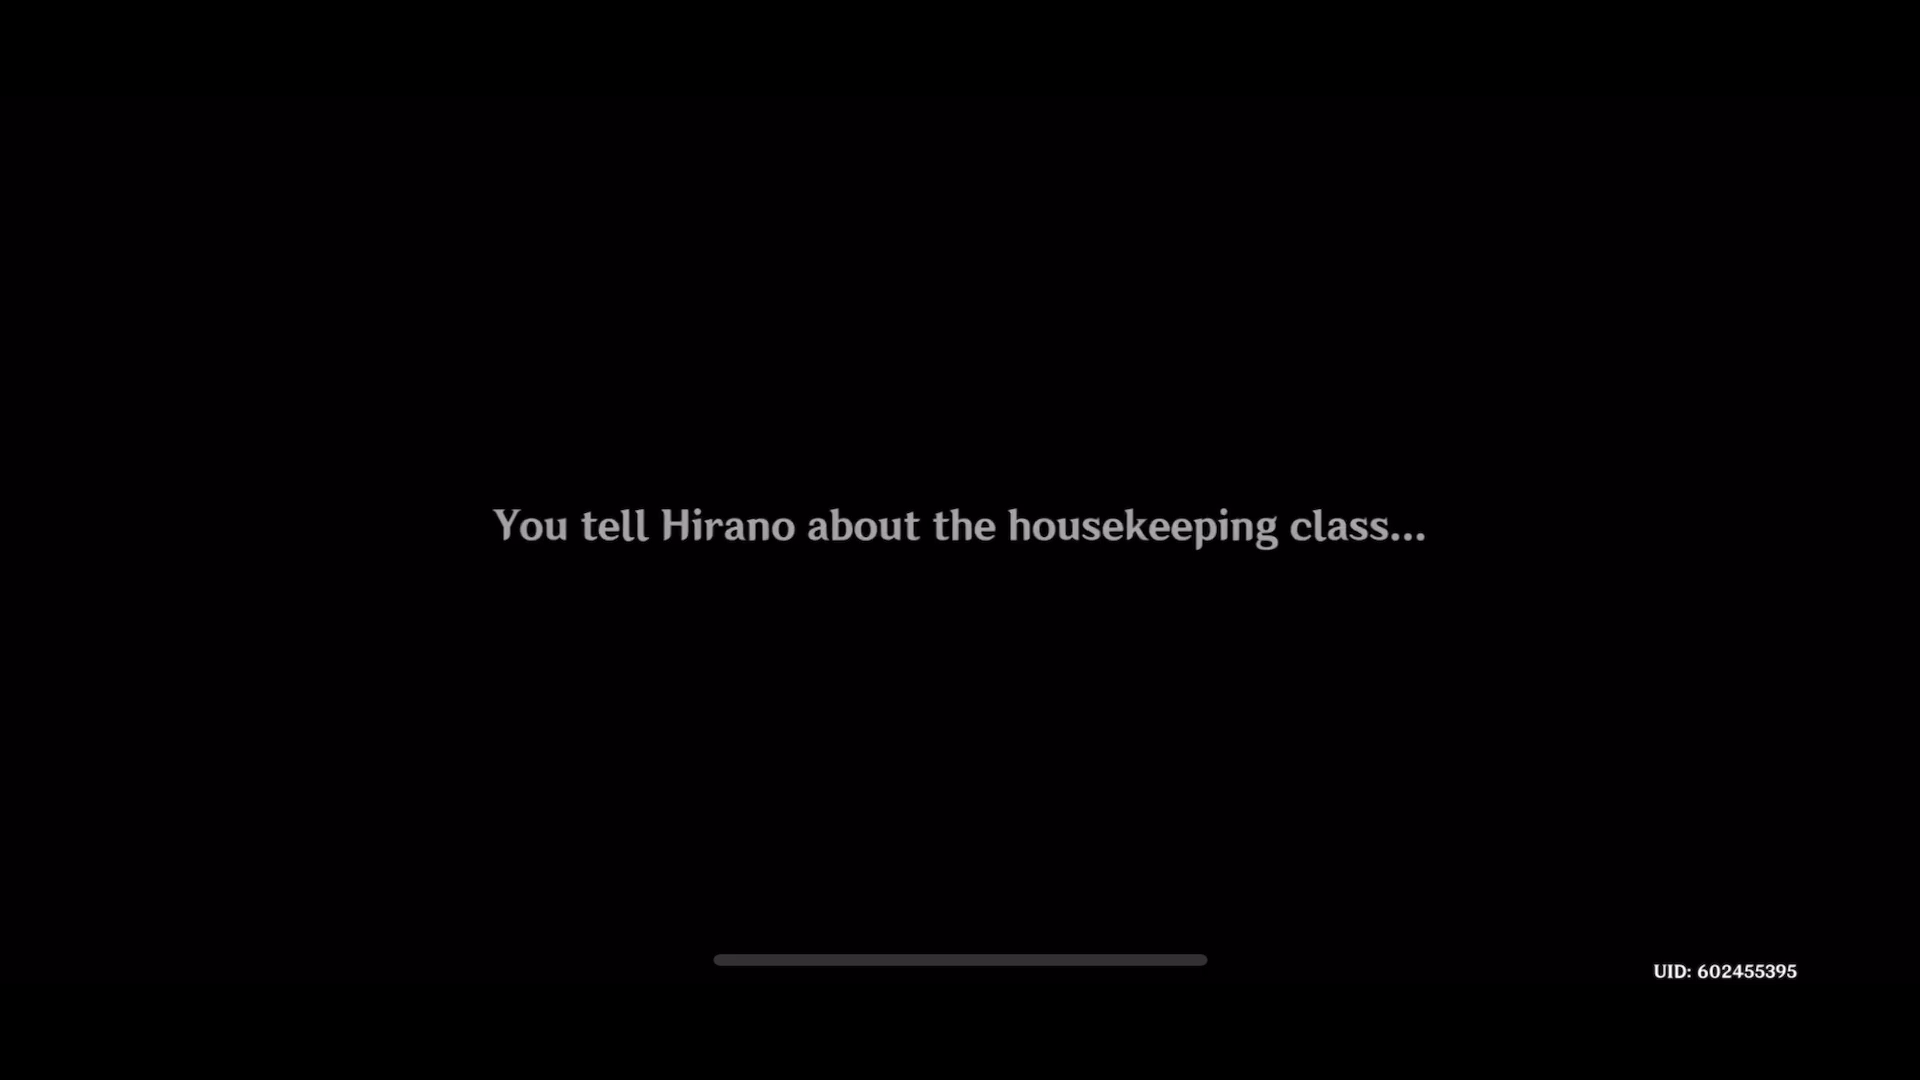 You tell Hirano about the housekeeping class...
UID: 602455395